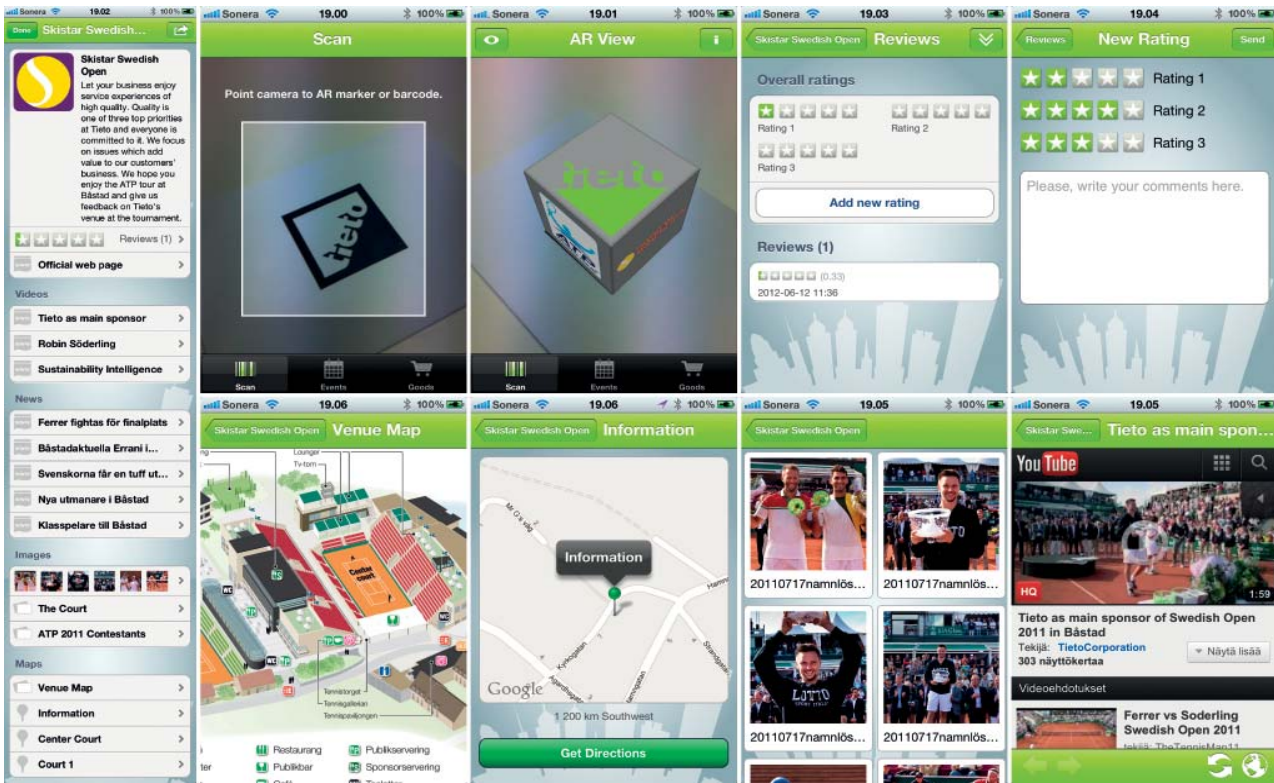 Sonera 19.02 100%
Done Skistar Swedish...
Skistar Swedish
Open
Let your business enjoy
service experiences of
high quality. Quality is
one of three top priorities
at Tieto and everyone is
committed to it. We focus
on issues which add
value to our customers'
business. We hope you
enjoy the ATP tour at
Båstad and give us
feedback on Tieto's
venue at the tournament.
Reviews (1)
Official web page
Videos
Tieto as main sponsor
Robin Söderling
Sustainability Intelligence
News
Ferrer fightas för finalplats
Båstadaktuella Errani i...
Svenskorna får en tuff ut...
Nya utmanare i Båstad
Klasspelare till Båstad
Images
The Court
ATP 2011 Contestants
Maps
Venue Map
Information
Center Court
Court 1
Sonera 19.00 100%
Scan
Point camera to AR marker or barcode.
tieto
Scan Events Goods
Sonera 19.01 100%
AR View
tieto
ATP
Scan Events Goods
Sonera 19.03 100%
Skistar Swedish Open Reviews
Overall ratings
Rating 1 Rating 2
Rating 3
Add new rating
Reviews (1)
(0.33)
2012-06-12 11:36
Sonera 19.04 100%
Reviews New Rating Send
Rating 1
Rating 2
Rating 3
Please, write your comments here.
Sonera 19.06 100%
Skistar Swedish Open Venue Map
Lounger
Tv-torn
Center
court
WC
WC
Tennistorget
Tennisgallerian
Tennispaviljongen
Restaurang Publikservering
Publikbar Sponsorservering
Sonera 19.06 100%
Skistar Swedish Open Information
Information
Kyrkogatan
Google
1 200 km Southwest
Get Directions
Sonera 19.05 100%
Skistar Swedish Open
20110717namnlös... 20110717namnlös...
LOTTO
20110717namnlös... 20110717namnlös...
Sonera 19.05 100%
Skistar Swe... Tieto as main spon...
YouTube
HQ 1:59
Tieto as main sponsor of Swedish Open
2011 in Båstad
Tekijä: TietoCorporation
303 näyttökertaa
Näytä lisää
Videoehdotukset
Ferrer vs Soderling
Swedish Open 2011
tekijä: TheTennisMan11